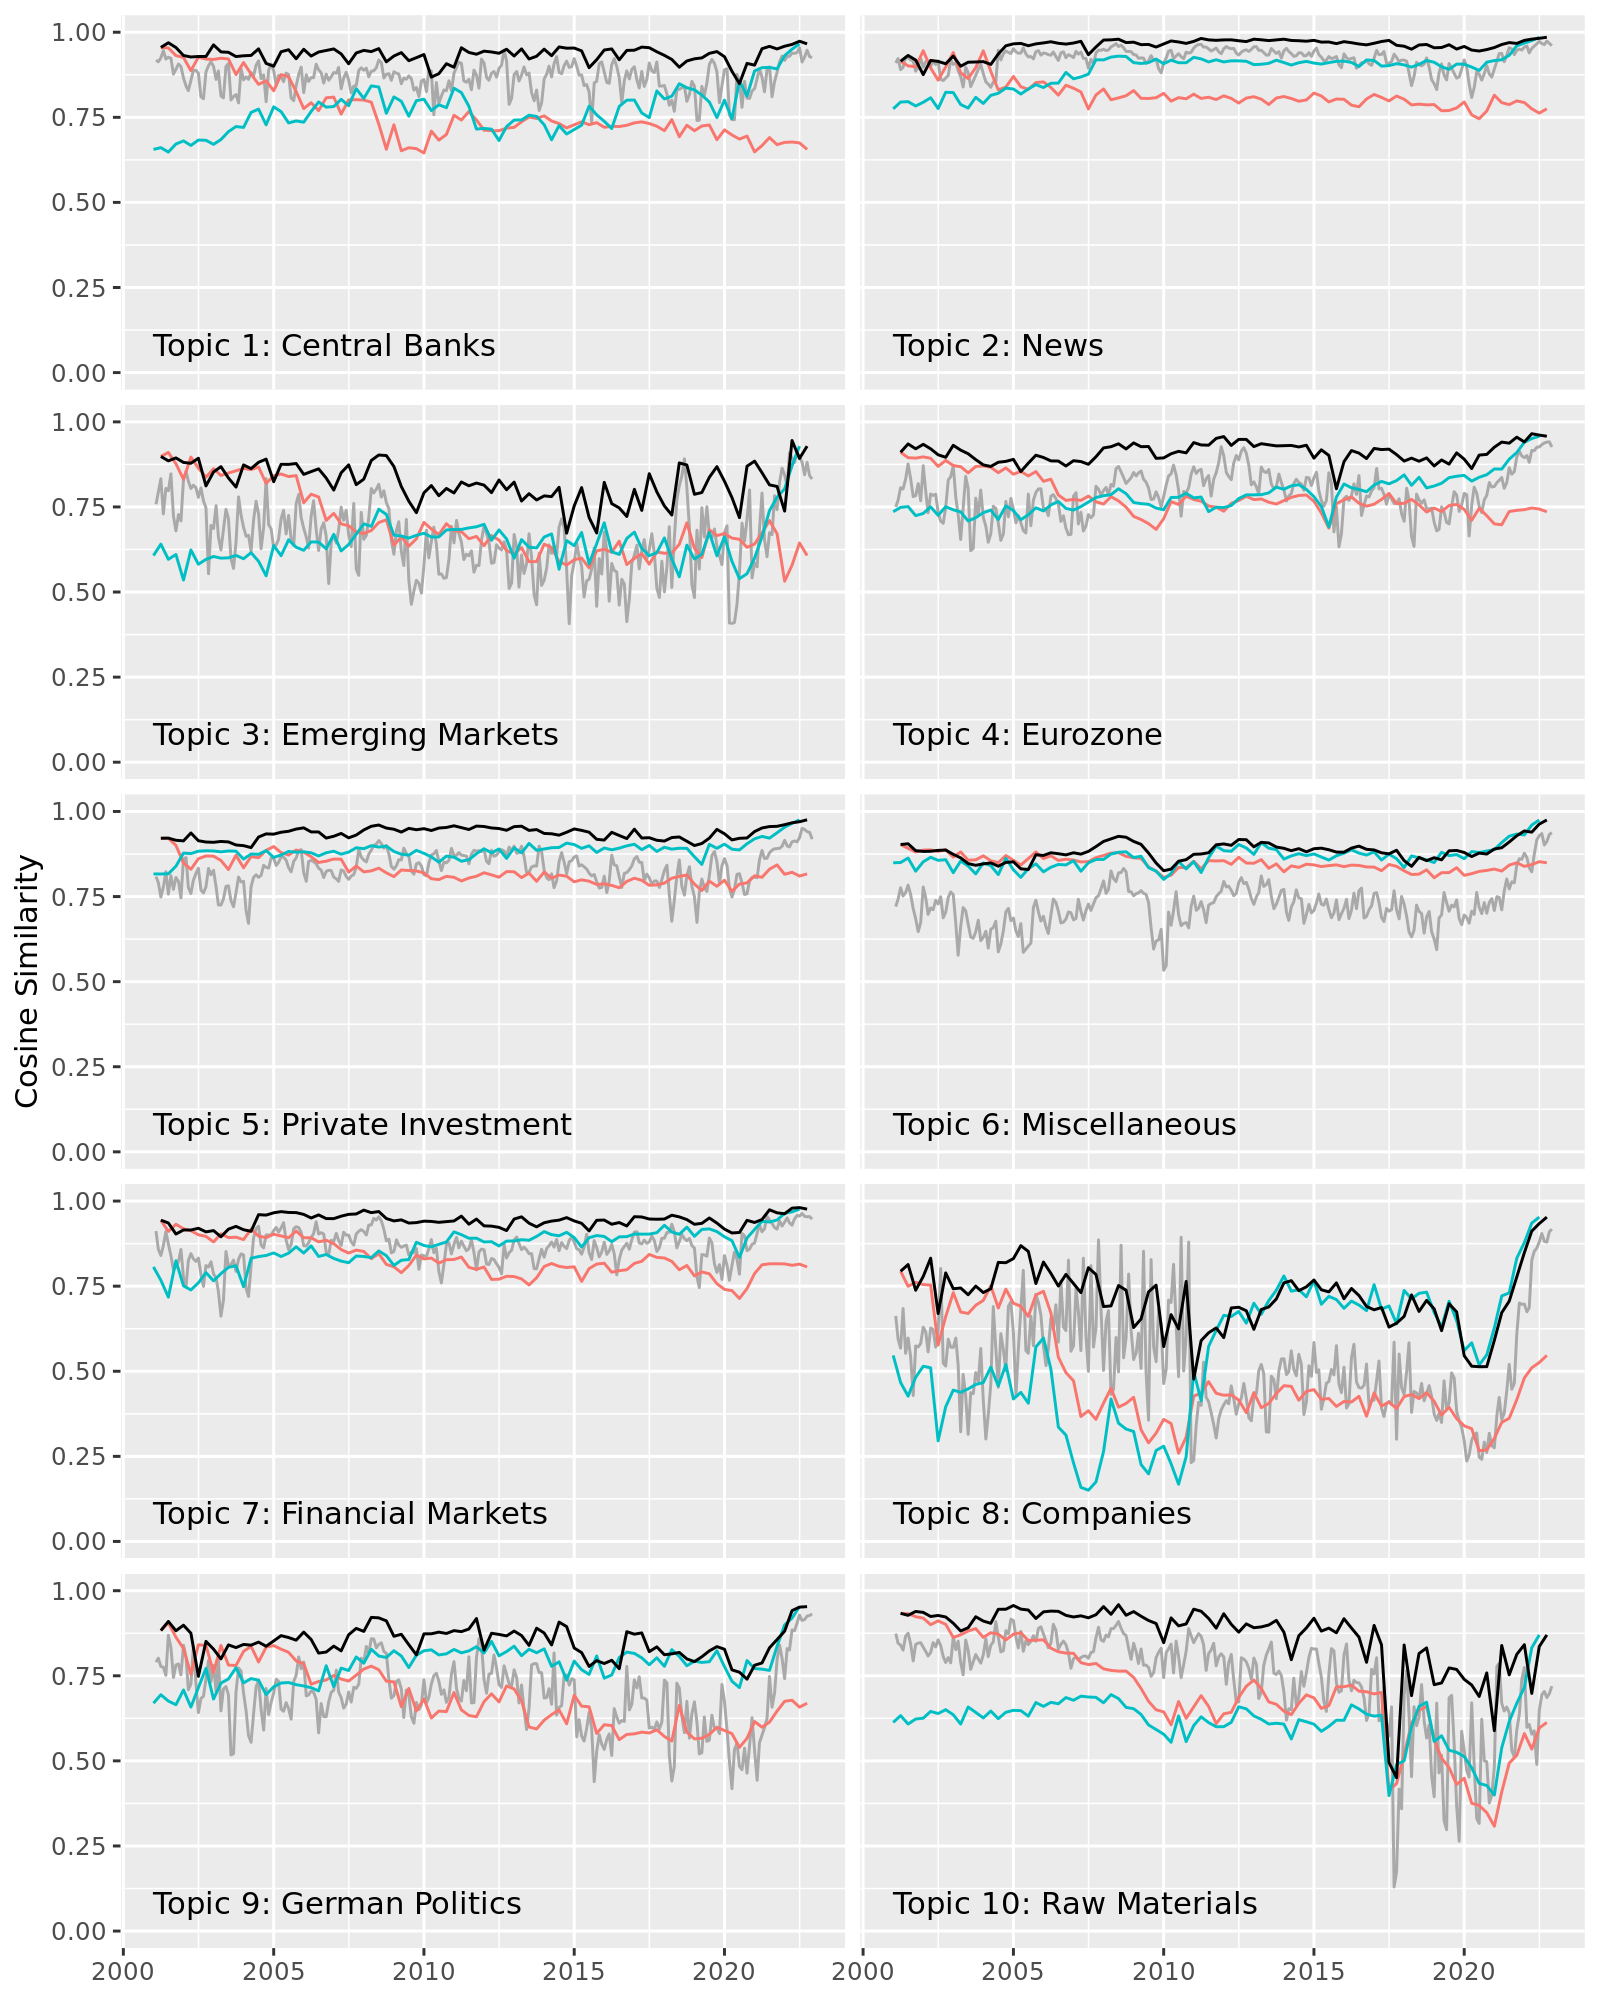 1.00
0.75
0.50
0.25
0.00
Topic 1: Central Banks
Topic 2: News
1.00
0.75
0.50
0.25
0.00
Topic 3: Emerging Markets
Topic 4: Eurozone
Cosine Similarity
1.00
0.75
0.50
0.25
0.00
Topic 5: Private Investment
Topic 6: Miscellaneous
1.00
0.75
0.50
0.25
0.00
Topic 7: Financial Markets
Topic 8: Companies
1.00
0.75
0.50
0.25
0.00
Topic 9: German Politics
Topic 10: Raw Materials
2000 2005 2010 2015 2020 2000 2005 2010 2015 2020